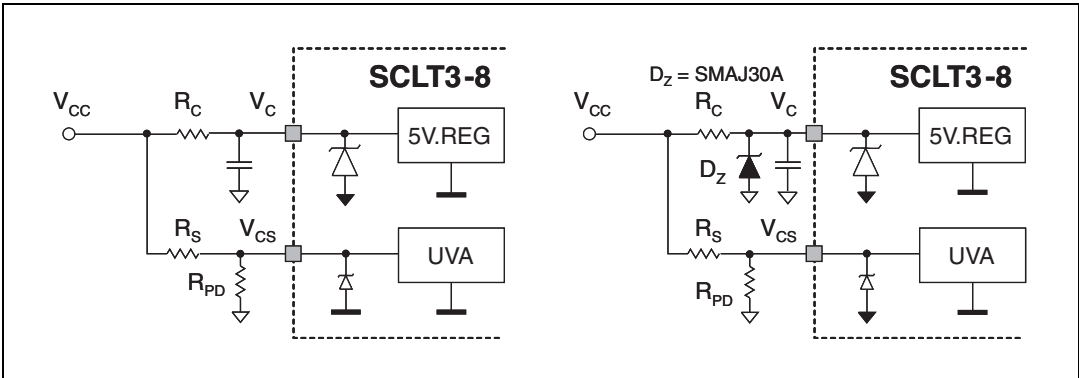 SCLT3-8
V_CC
R_C
V_C
5V.REG
R_S
V_CS
R_PD
UVA
SCLT3-8
D_Z = SMAJ30A
V_CC
R_C
V_C
5V.REG
D_Z
R_S
V_CS
R_PD
UVA